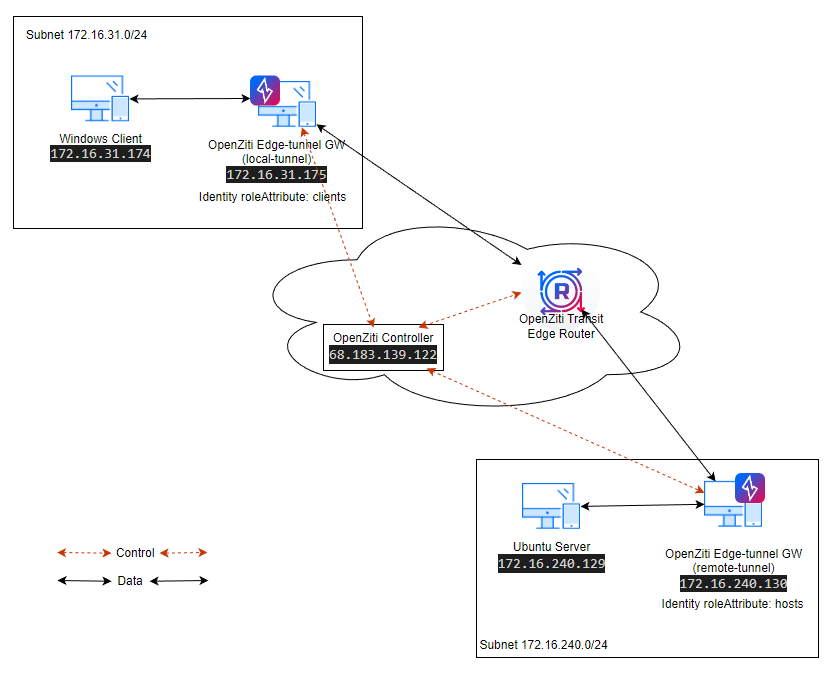 Subnet 172.16.31.0/24
Windows Client
172.16.31.174
OpenZiti Edge-tunnel GW
(local-tunnel)
172.16.31.175
Identity roleAttribute: clients
R
OpenZiti Transit
Edge Router
OpenZiti Controller
68.183.139.122
Ubuntu Server
172.16.240.129
OpenZiti Edge-tunnel GW
(remote-tunnel)
172.16.240.130
Identity roleAttribute: hosts
Subnet 172.16.240.0/24
Control
Data